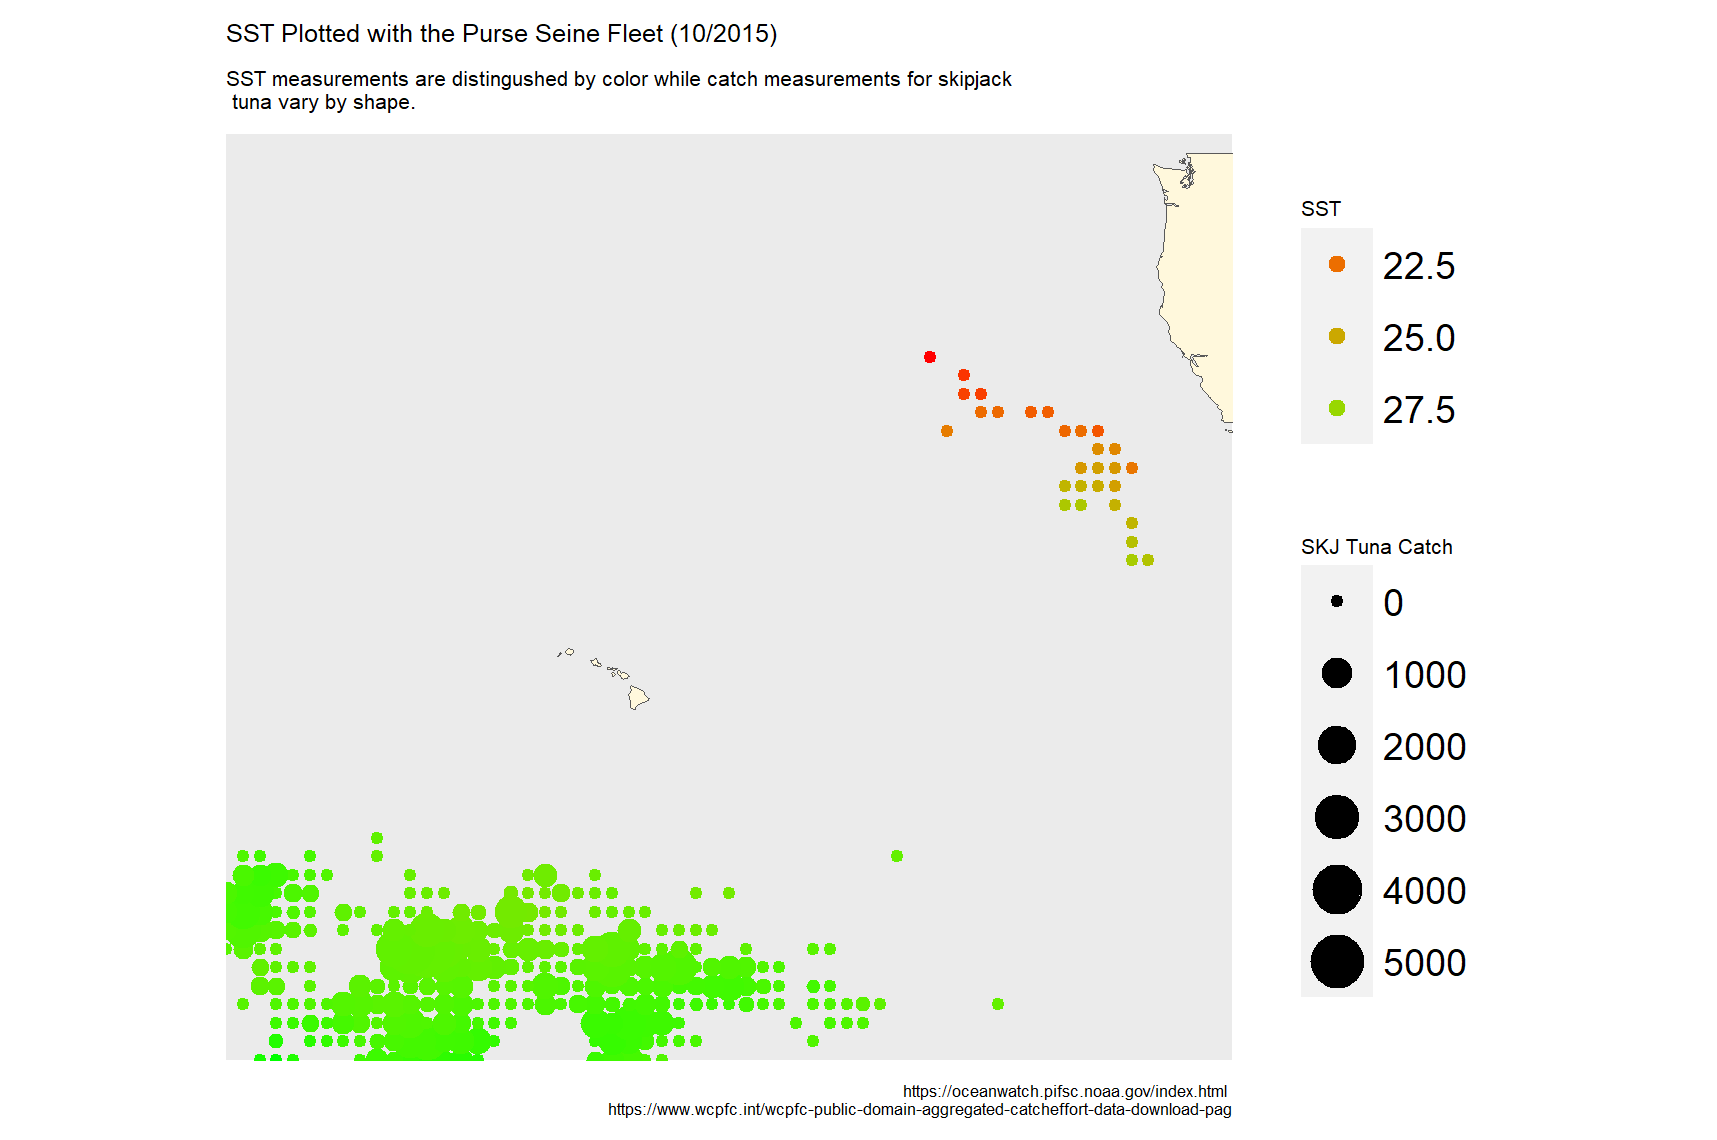 SST Plotted with the Purse Seine Fleet (10/2015)
SST measurements are distingushed by color while catch measurements for skipjack
tuna vary by shape.
SST
22.5
25.0
27.5
SKJ Tuna Catch
0
1000
2000
3000
4000
5000
https://oceanwatch.pifsc.noaa.gov/index.html
https://www.wcpfc.int/wcpfc-public-domain-aggregated-catcheffort-data-download-pag